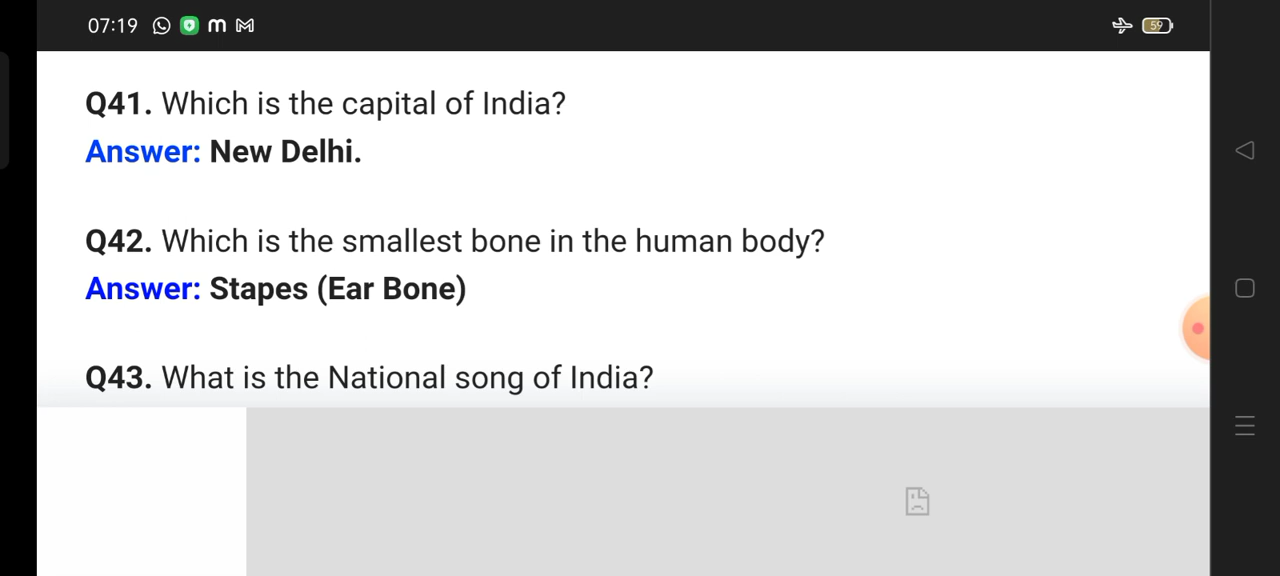 07:19
59
Q41. Which is the capital of India?
Answer: New Delhi.
Q42. Which is the smallest bone in the human body?
Answer: Stapes (Ear Bone)
Q43. What is the National song of India?